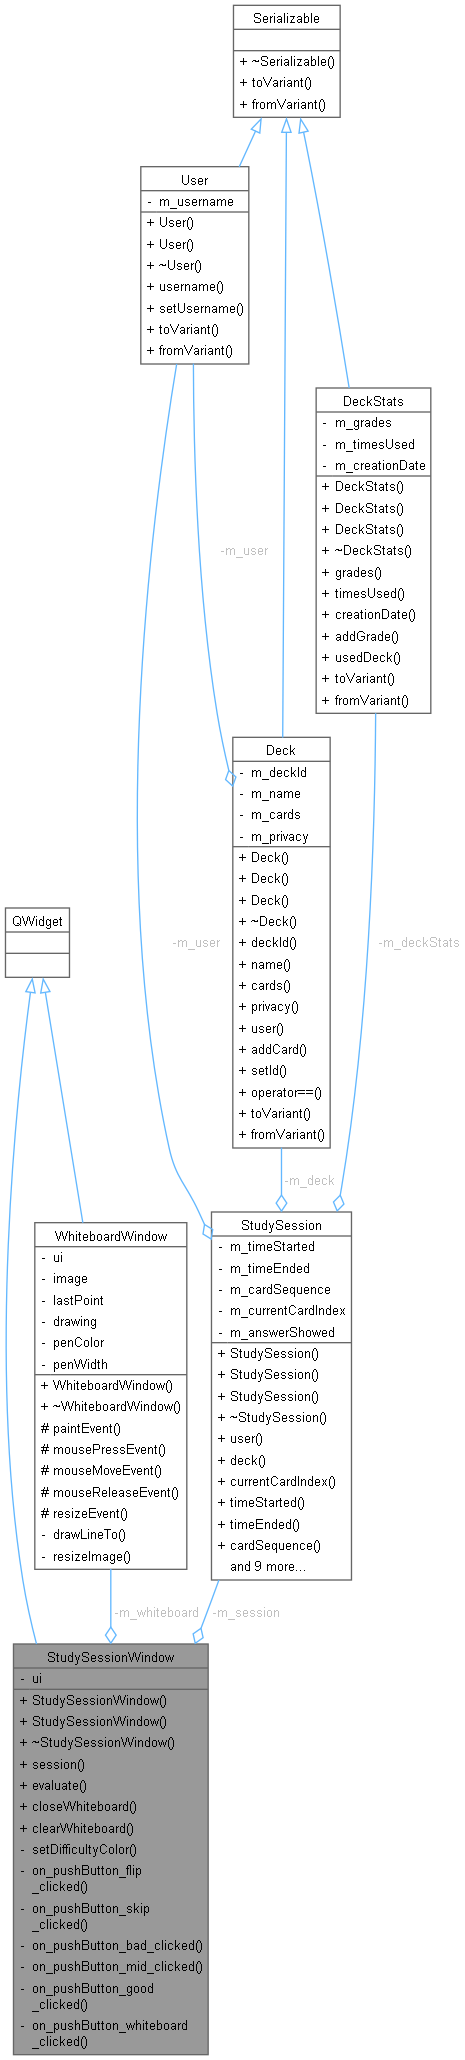 Serializable
+ ~Serializable()
+ toVariant()
+ fromVariant()
User
- m_username
+ User()
+ User()
+ ~User()
+ username()
+ setUsername()
+ toVariant()
+ fromVariant()
DeckStats
- m_grades
- m_timesUsed
- m_creationDate
+ DeckStats()
+ DeckStats()
+ DeckStats()
+ ~DeckStats()
+ grades()
+ timesUsed()
+ creationDate()
+ addGrade()
+ usedDeck()
+ toVariant()
+ fromVariant()
-m_user
Deck
- m_deckId
- m_name
- m_cards
- m_privacy
+ Deck()
+ Deck()
+ Deck()
+ ~Deck()
+ deckId()
+ name()
+ cards()
+ privacy()
+ user()
+ addCard()
+ setId()
+ operator==()
+ toVariant()
+ fromVariant()
QWidget
-m_user
-m_deckStats
-m_deck
WhiteboardWindow
- ui
- image
- lastPoint
- drawing
- penColor
- penWidth
+ WhiteboardWindow()
+ ~WhiteboardWindow()
# paintEvent()
# mousePressEvent()
# mouseMoveEvent()
# mouseReleaseEvent()
# resizeEvent()
- drawLineTo()
- resizeImage()
StudySession
- m_timeStarted
- m_timeEnded
- m_cardSequence
- m_currentCardIndex
- m_answerShowed
+ StudySession()
+ StudySession()
+ StudySession()
+ ~StudySession()
+ user()
+ deck()
+ currentCardIndex()
+ timeStarted()
+ timeEnded()
+ cardSequence()
and 9 more...
-m_whiteboard
-m_session
StudySessionWindow
- ui
+ StudySessionWindow()
+ StudySessionWindow()
+ ~StudySessionWindow()
+ session()
+ evaluate()
+ closeWhiteboard()
+ clearWhiteboard()
- setDifficultyColor()
- on_pushButton_flip
_clicked()
- on_pushButton_skip
_clicked()
- on_pushButton_bad_clicked()
- on_pushButton_mid_clicked()
- on_pushButton_good
_clicked()
- on_pushButton_whiteboard
_clicked()